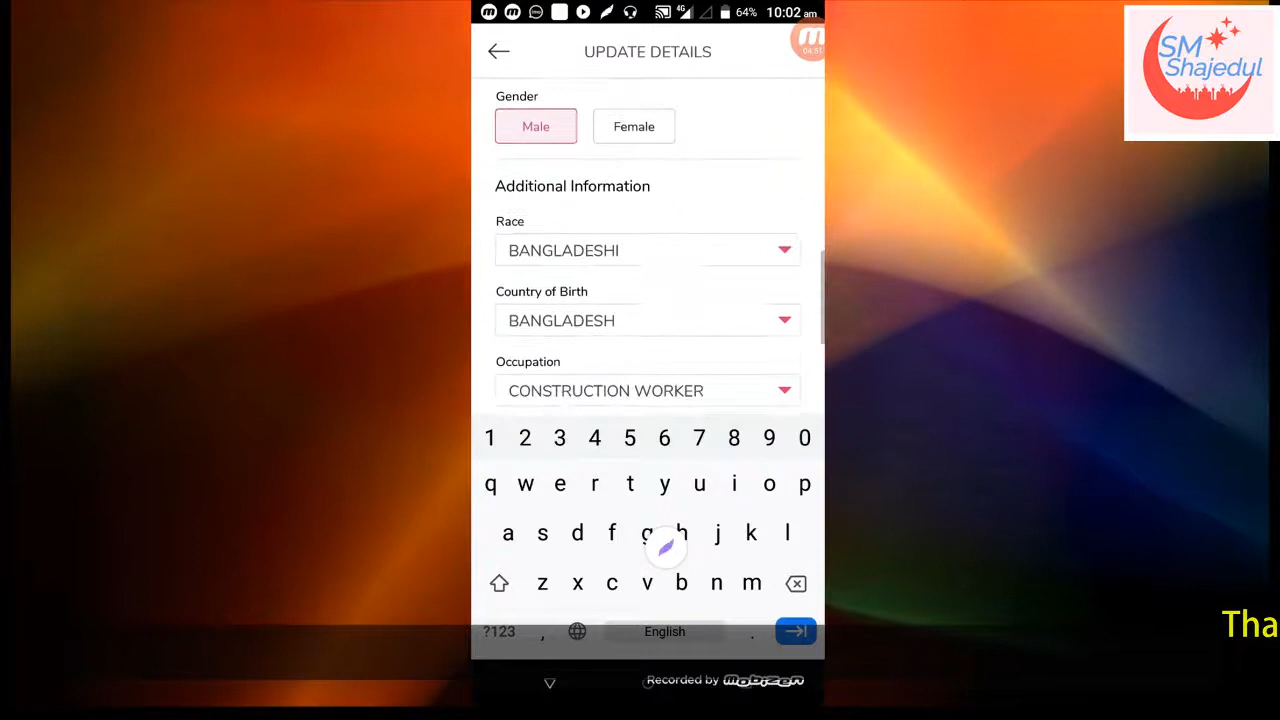 64% 10:02 am
UPDATE DETAILS
04:51
SM
Shajedul
Gender
Male Female
Additional Information
Race
BANGLADESHI
Country of Birth
BANGLADESH
Occupation
CONSTRUCTION WORKER
1 2 3 4 5 6 7 8 9 0
q w e r t y u i o p
a s d f g h j k l
z x c v b n m
?123 , English .
Tha
Recorded by mobizen